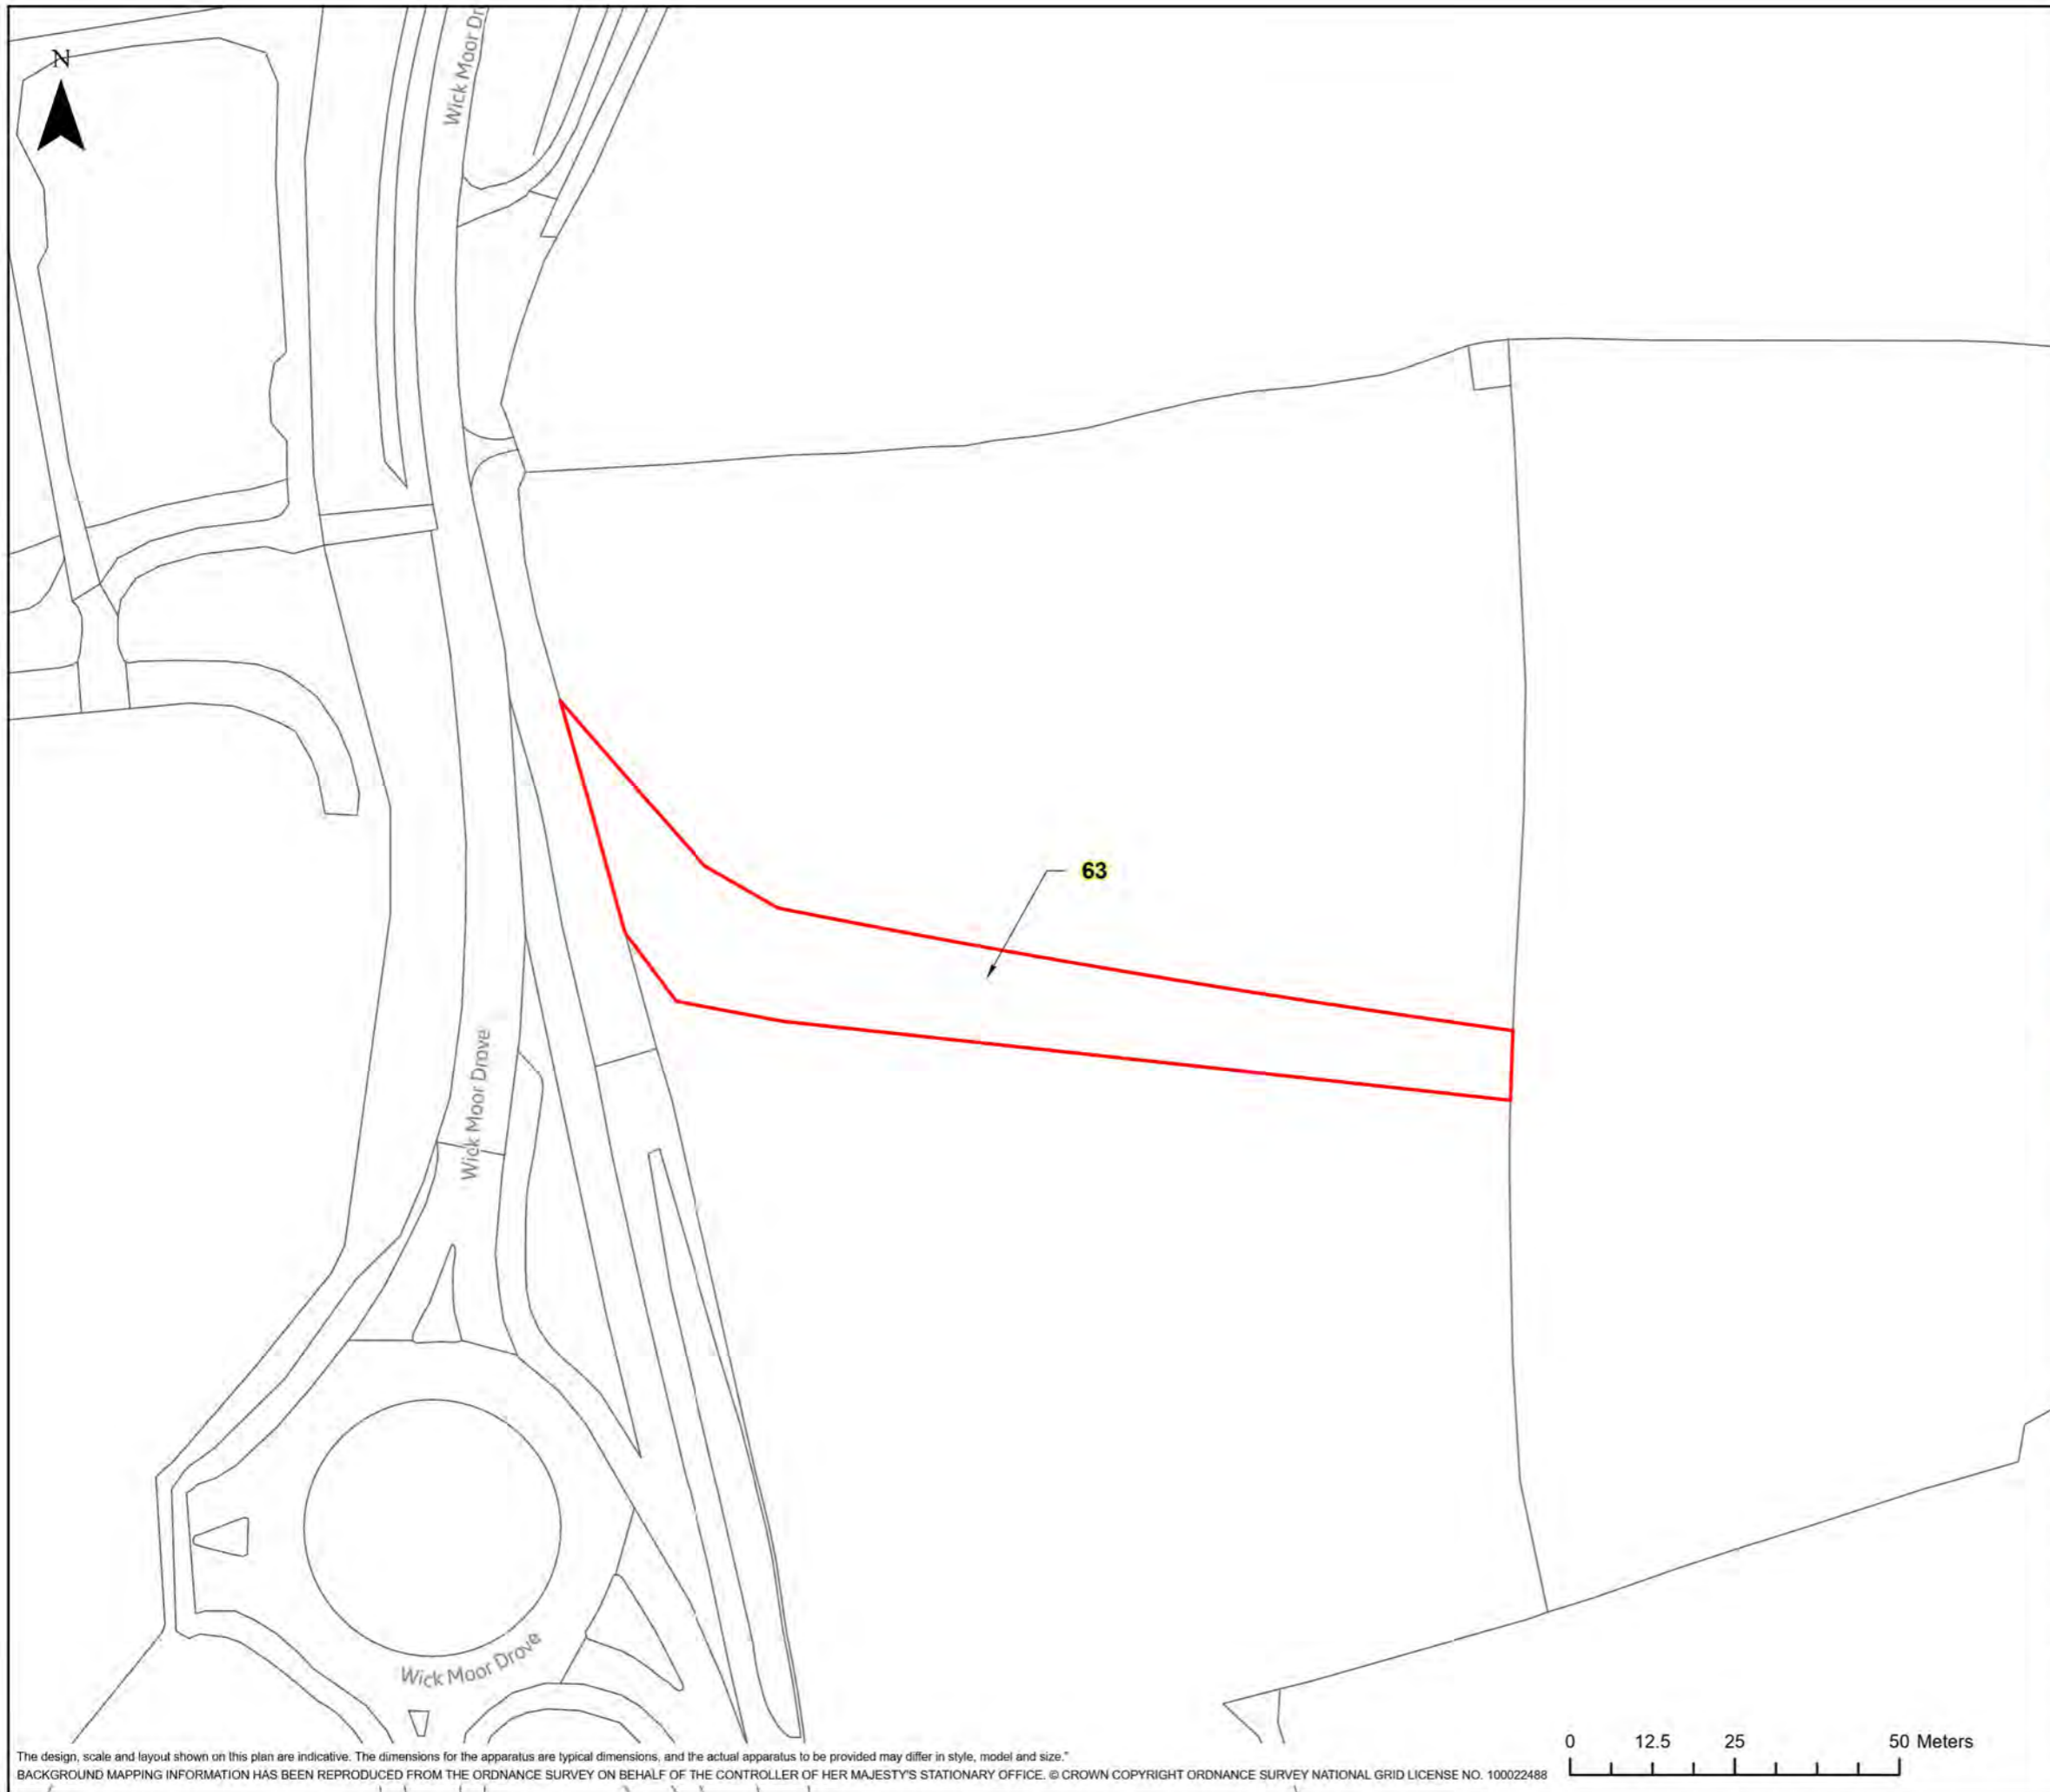 N
Wick Moor Dr
63
Wick Moor Drove
Wick Moor Drove
0 12.5 25 50 Meters
The design, scale and layout shown on this plan are indicative. The dimensions for the apparatus are typical dimensions, and the actual apparatus to be provided may differ in style, model and size."
BACKGROUND MAPPING INFORMATION HAS BEEN REPRODUCED FROM THE ORDNANCE SURVEY ON BEHALF OF THE CONTROLLER OF HER MAJESTY'S STATIONARY OFFICE. © CROWN COPYRIGHT ORDNANCE SURVEY NATIONAL GRID LICENSE NO. 100022488